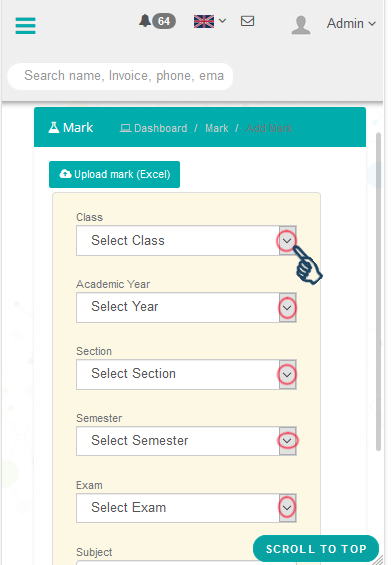 64
Admin
Search name, Invoice, phone, ema
Mark
Dashboard / Mark / Add Mark
Upload mark (Excel)
Class
Select Class
Academic Year
Select Year
Section
Select Section
Semester
Select Semester
Exam
Select Exam
SCROLL TO TOP
Subject